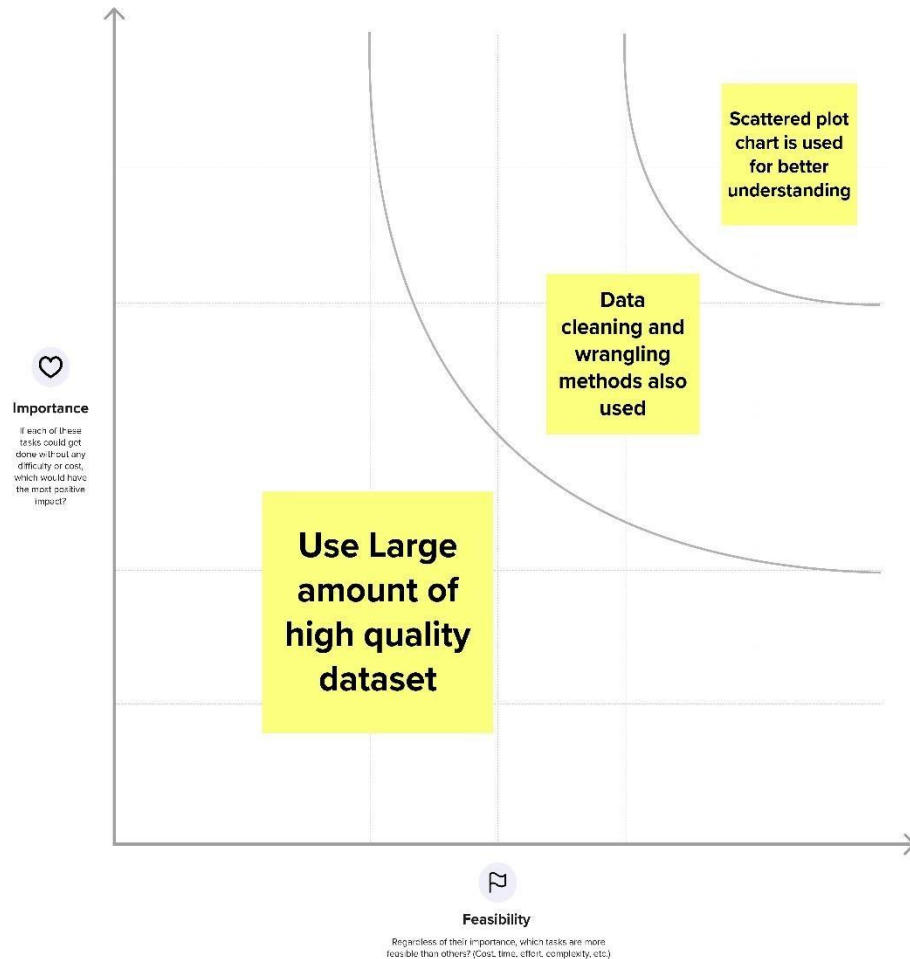 Scattered plot
chart is used
for better
understanding
Data
cleaning and
wrangling
methods also
used
Importance
If each of these
tasks could get
done without any
difficulty or cost,
which would have
the most positive
impact?
Use Large
amount of
high quality
dataset
Feasibility
Regardless of their importance, which tasks are more
feasible than others? (Cost, time, effort, complexity, etc.)